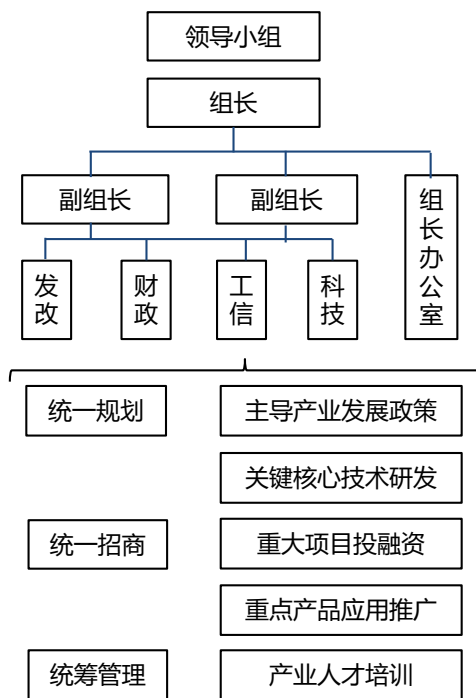 领导小组
组长
副组长
副组长
组长办公室
发改
财政
工信
科技
统一规划
主导产业发展政策
关键核心技术研发
统一招商
重大项目投融资
重点产品应用推广
统筹管理
产业人才培训